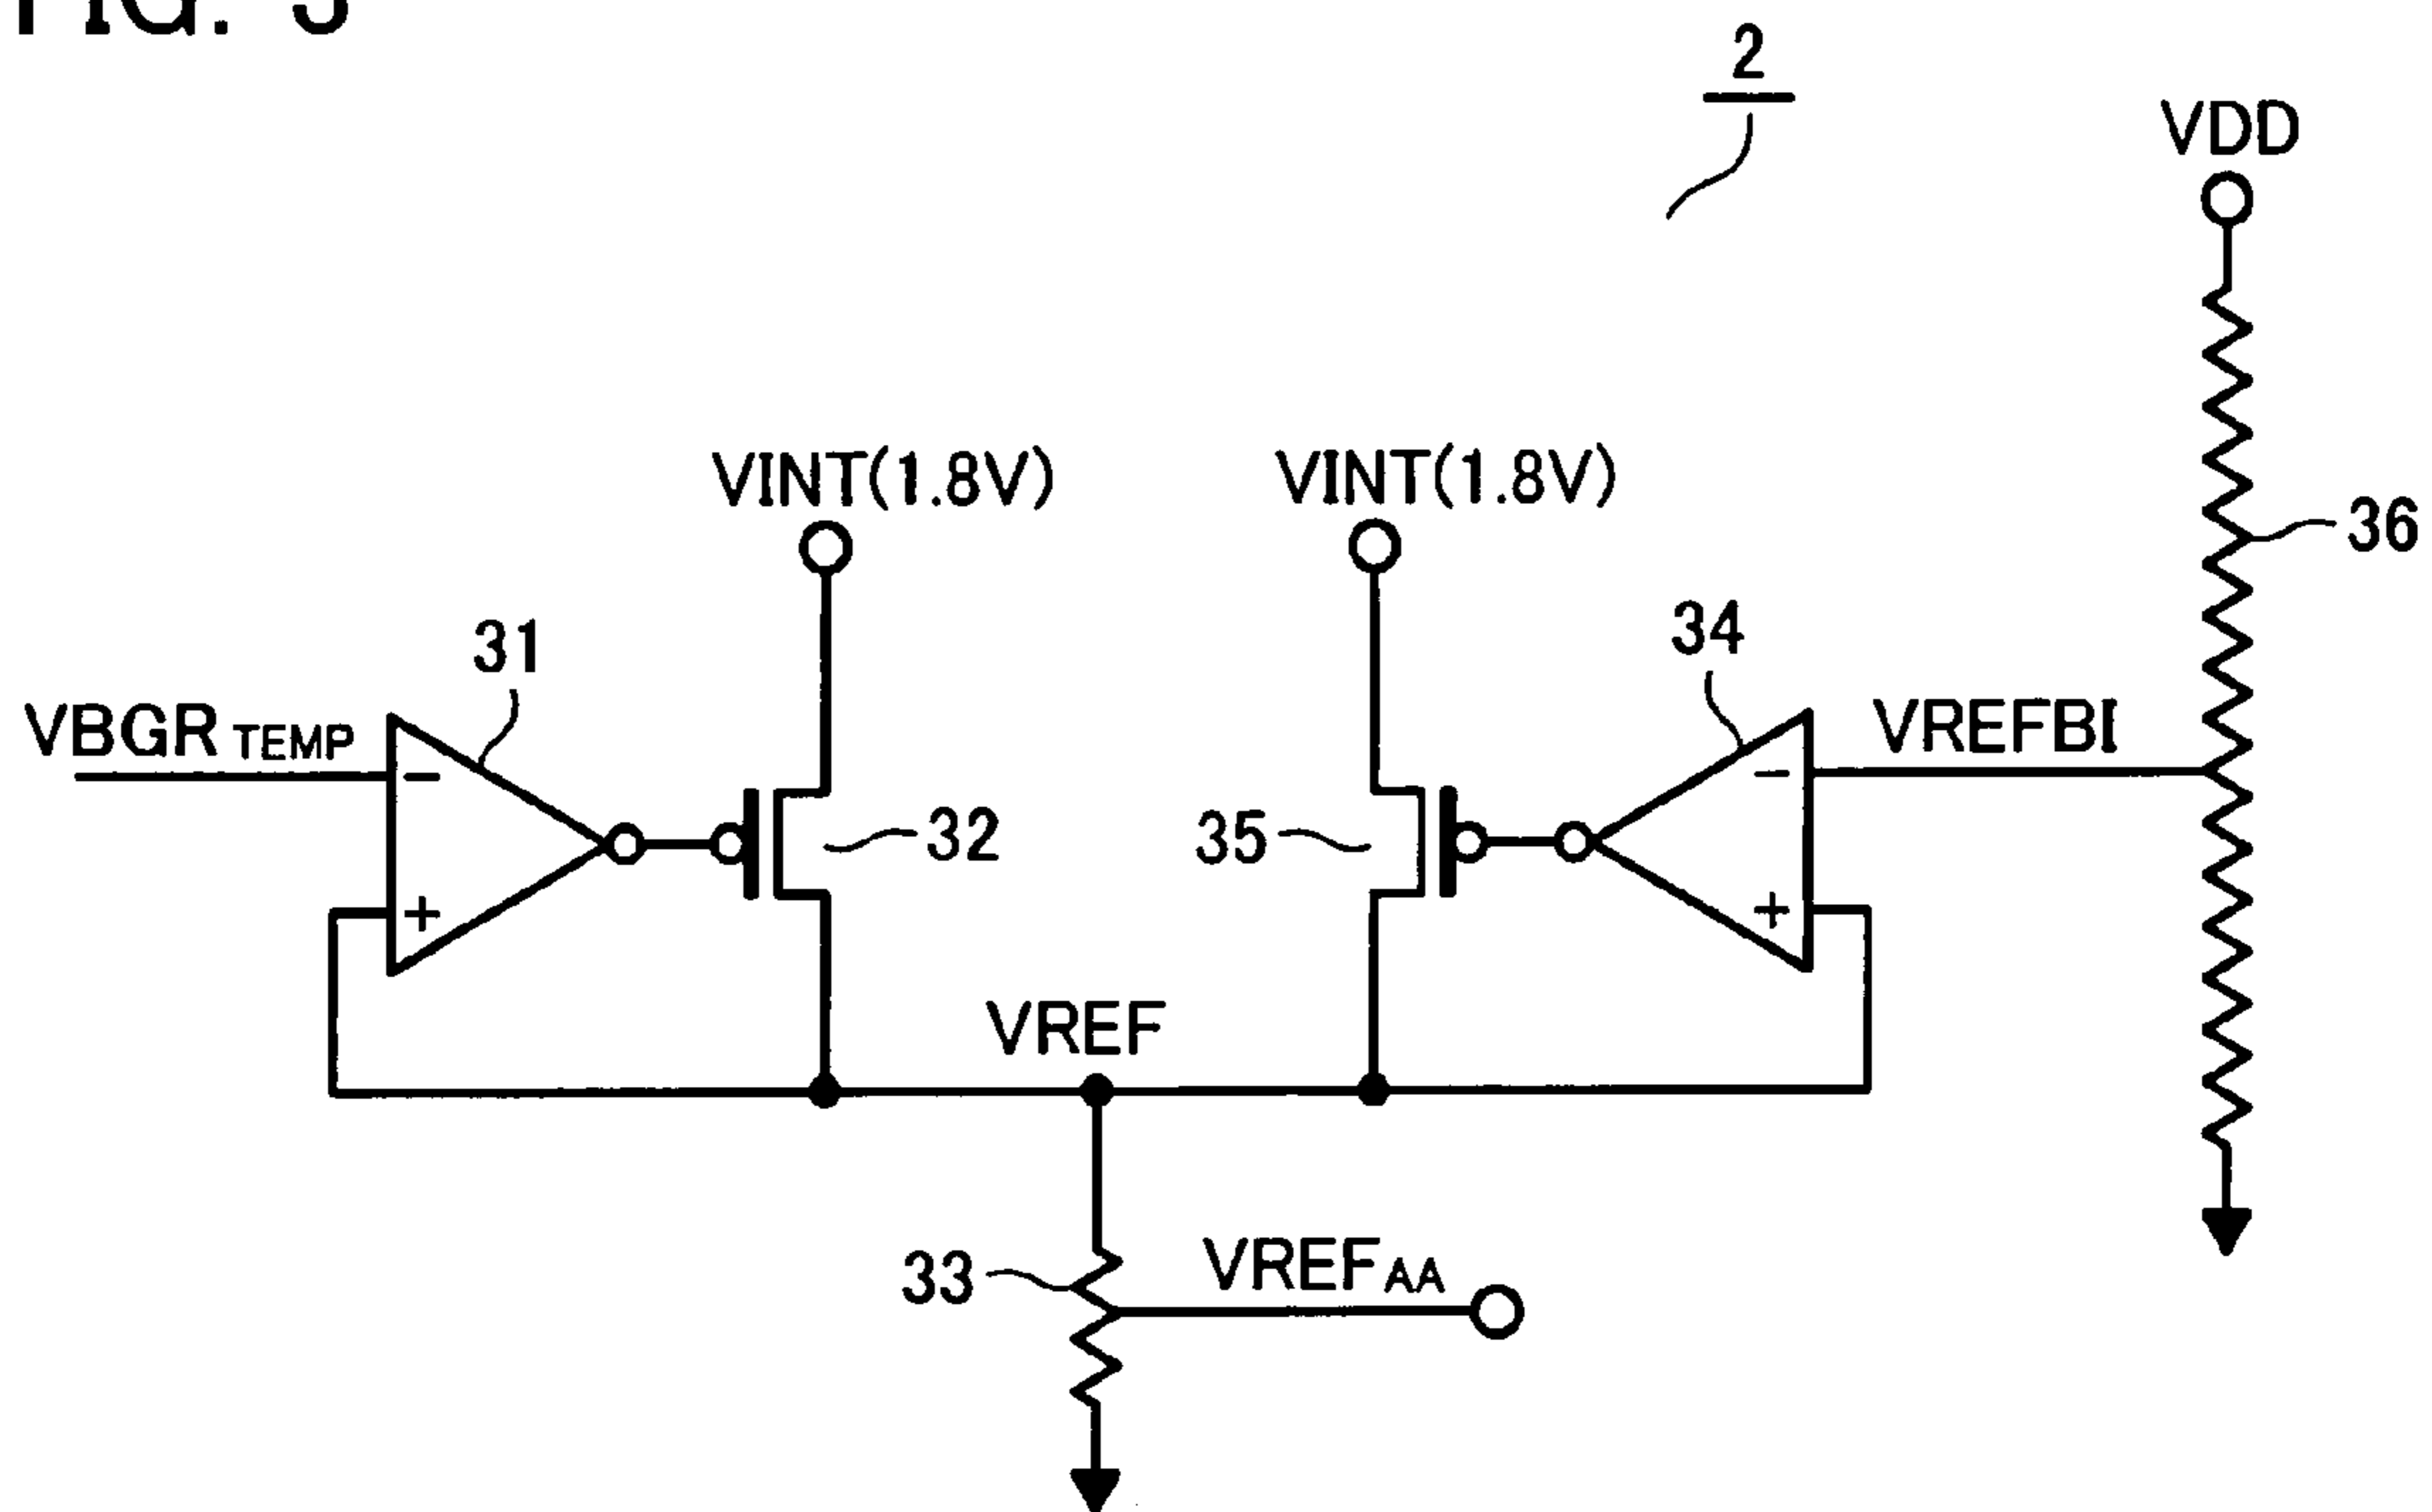 FIG.
2
VDD
VINT(1.8V)
VINT(1.8V)
36
31
34
VBGR TEMP
VREFBI
−
−
32
35
+
+
VREF
33
VREFAA